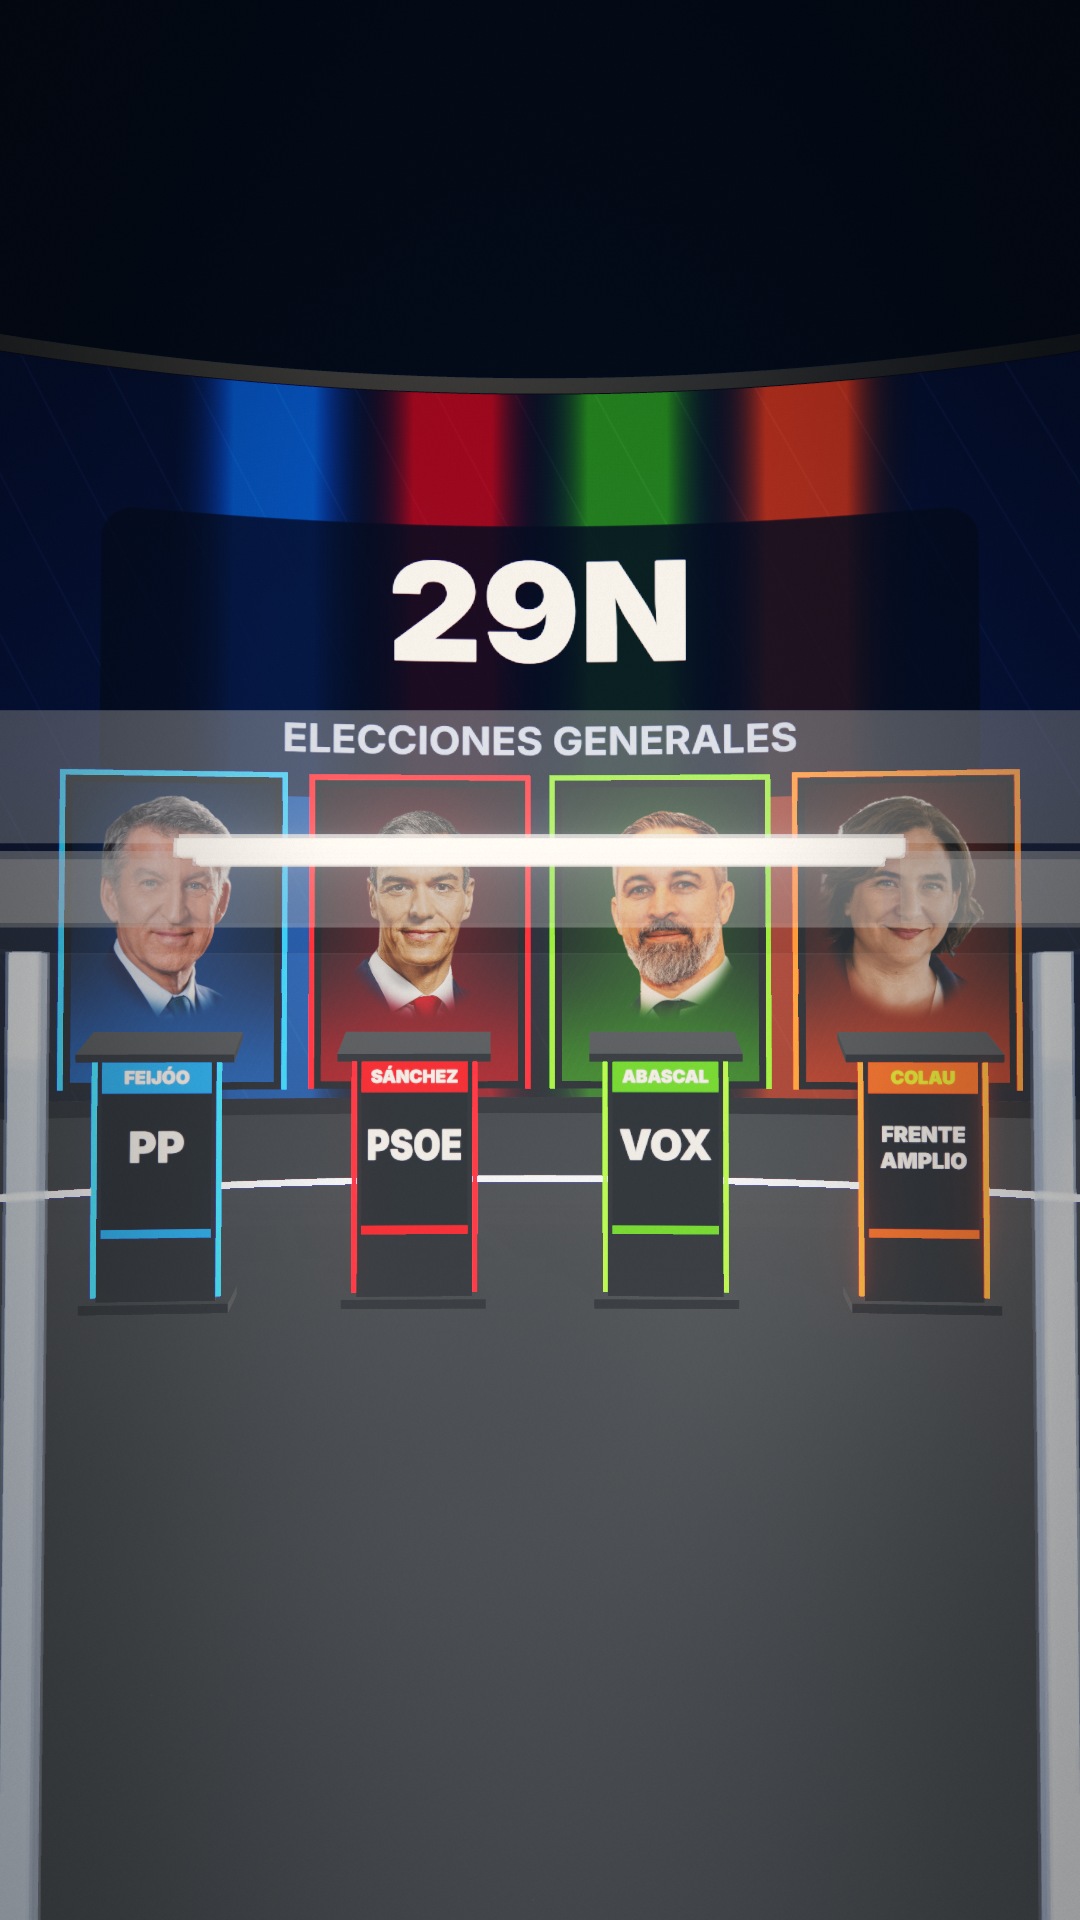 29N
ELECCIONES GENERALES
FEIJÓO
SÁNCHEZ
ABASCAL
COLAU
PP
PSOE
VOX
FRENTE
AMPLIO